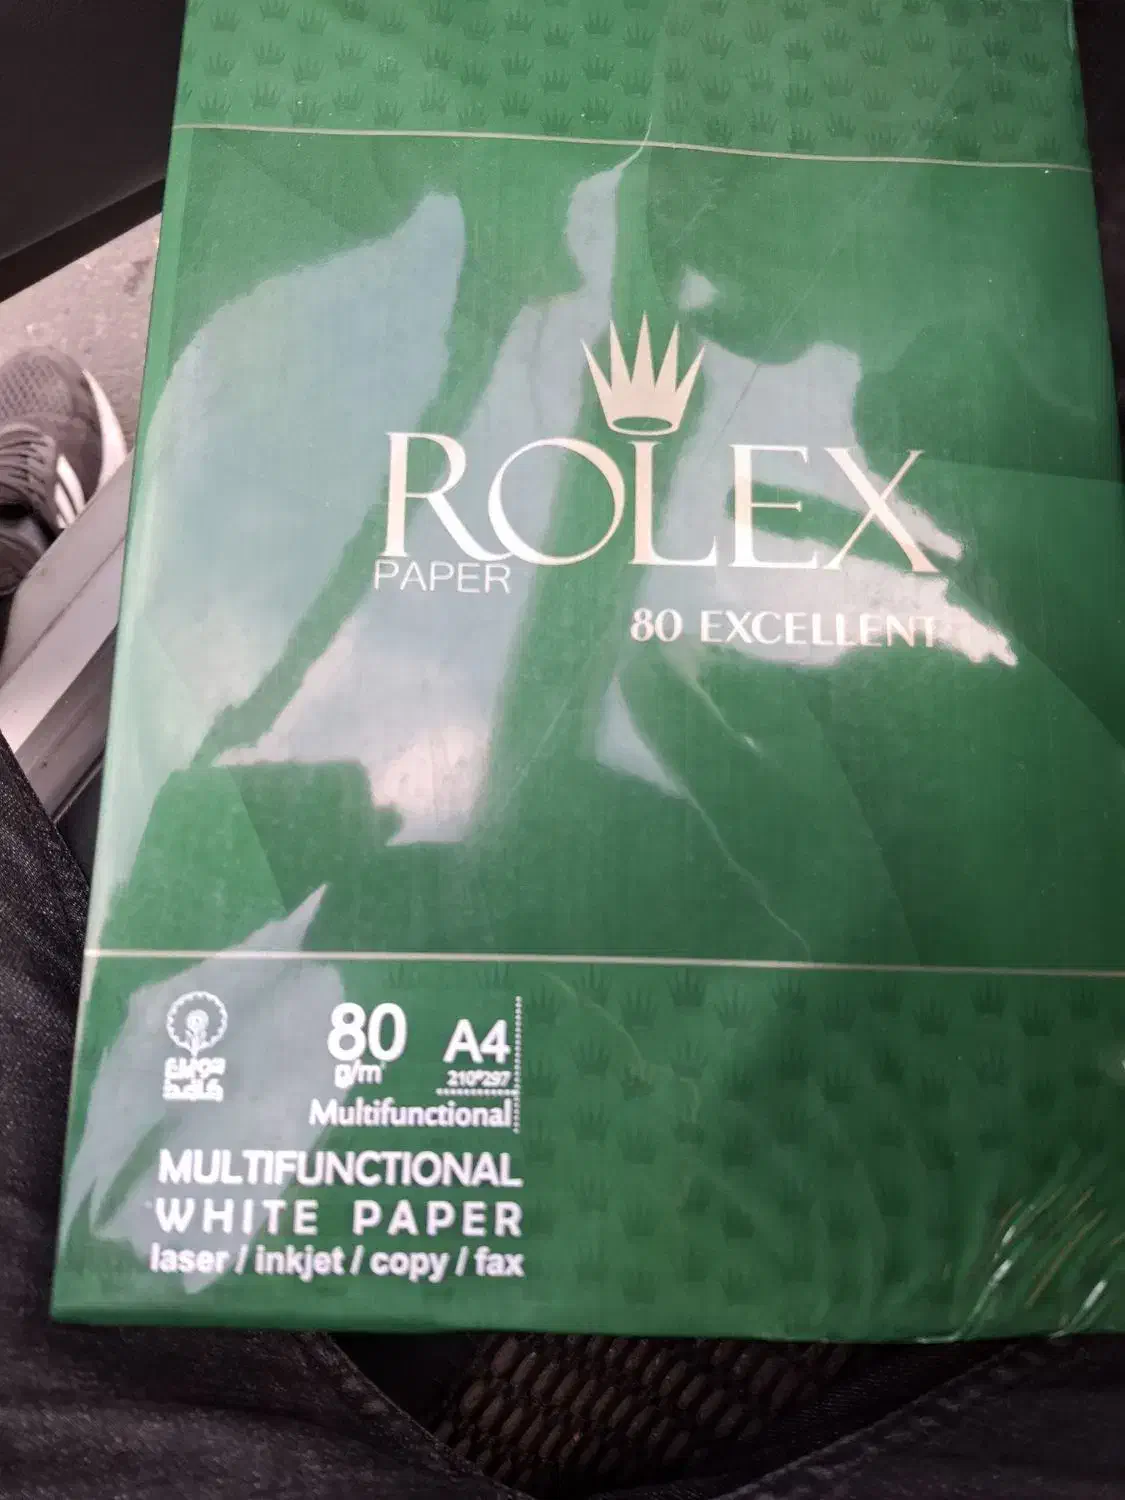 ROLEX
PAPER
80 EXCELLENT
80
g/m²
A4
210*297
Multifunctional
MULTIFUNCTIONAL
WHITE PAPER
laser / inkjet / copy / fax